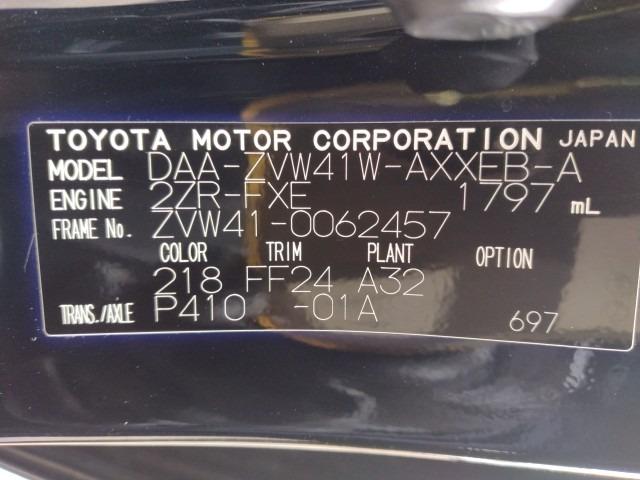 TOYOTA MOTOR CORPORATION JAPAN
MODEL DAA-ZVW41W-AXXEB-A
ENGINE 2ZR-FXE 1797 mL
FRAME No. ZVW41-0062457
COLOR TRIM PLANT OPTION
218 FF24 A32
TRANS./AXLE P410 -01A
697